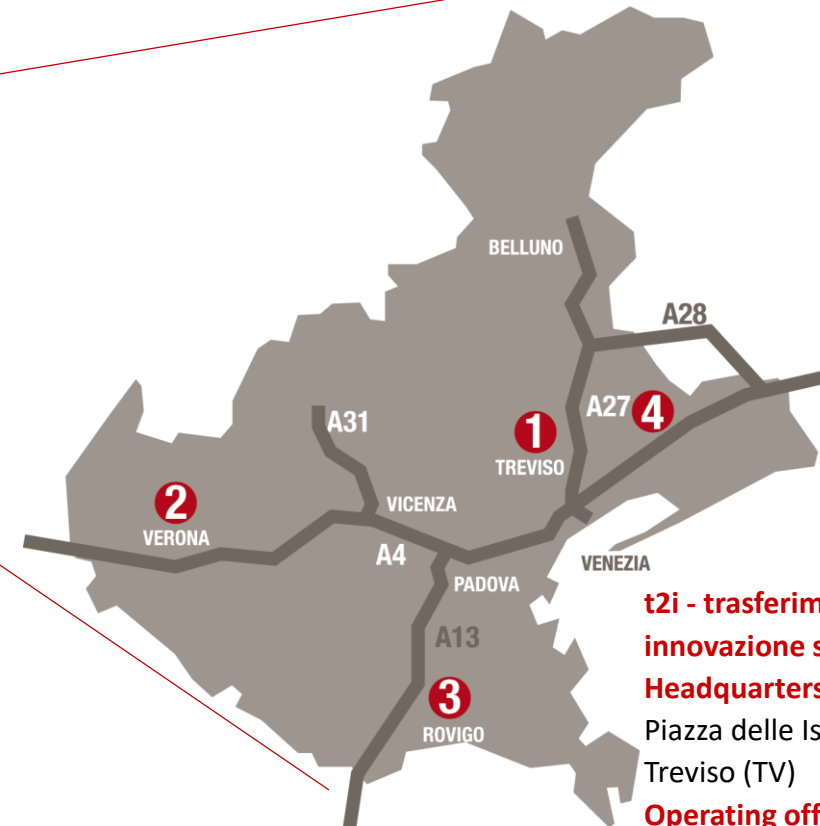 BELLUNO
A28
A27 4
1
A31
TREVISO
2
VICENZA
VERONA
A4
VENEZIA
PADOVA
t2i - trasferim
innovazione s
A13
Headquarters
3
Piazza delle Is
ROVIGO
Treviso (TV)
Operating off